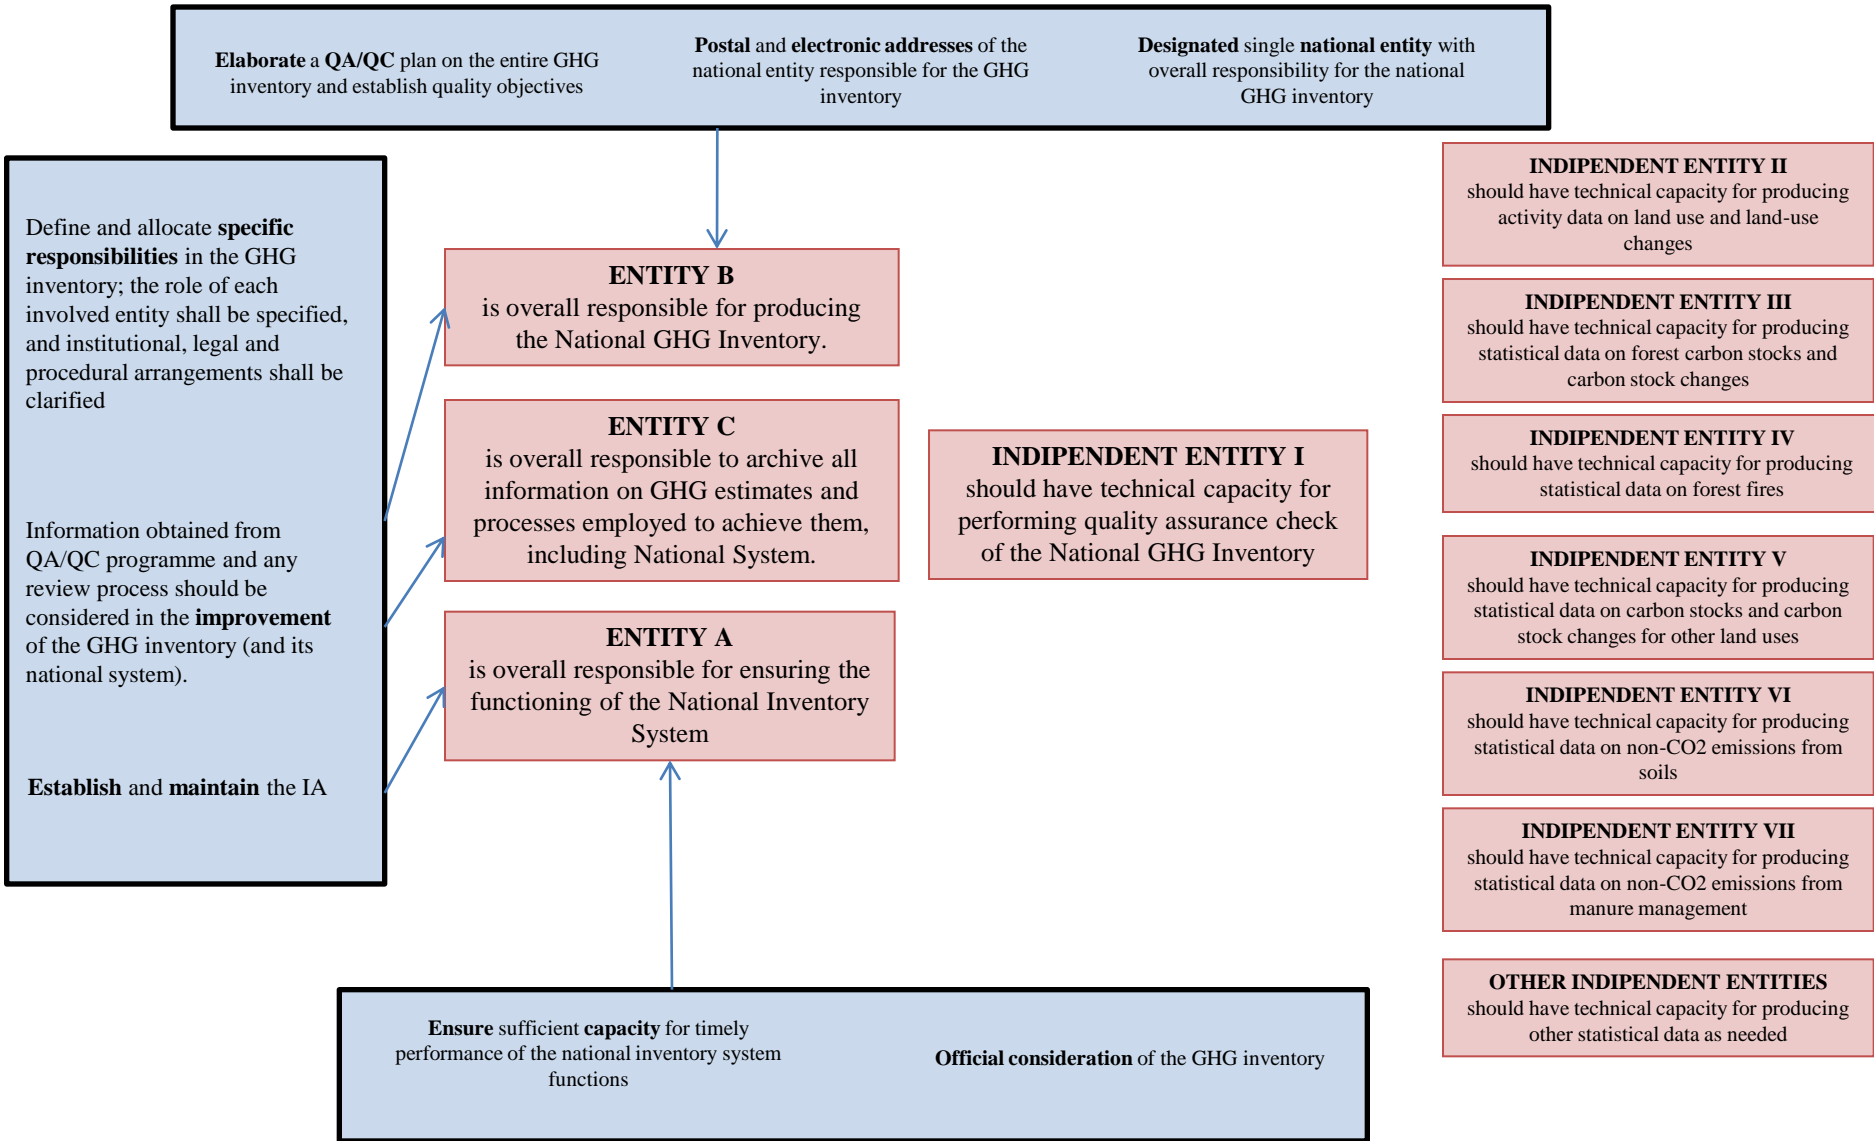 Elaborate a QA/QC plan on the entire GHG
inventory and establish quality objectives
Postal and electronic addresses of the
national entity responsible for the GHG
inventory
Designated single national entity with
overall responsibility for the national
GHG inventory
Define and allocate specific
responsibilities in the GHG
inventory; the role of each
involved entity shall be specified,
and institutional, legal and
procedural arrangements shall be
clarified
Information obtained from
QA/QC programme and any
review process should be
considered in the improvement
of the GHG inventory (and its
national system).
Establish and maintain the IA
ENTITY B
is overall responsible for producing
the National GHG Inventory.
ENTITY C
is overall responsible to archive all
information on GHG estimates and
processes employed to achieve them,
including National System.
ENTITY A
is overall responsible for ensuring the
functioning of the National Inventory
System
INDIPENDENT ENTITY I
should have technical capacity for
performing quality assurance check
of the National GHG Inventory
INDIPENDENT ENTITY II
should have technical capacity for producing
activity data on land use and land-use
changes
INDIPENDENT ENTITY III
should have technical capacity for producing
statistical data on forest carbon stocks and
carbon stock changes
INDIPENDENT ENTITY IV
should have technical capacity for producing
statistical data on forest fires
INDIPENDENT ENTITY V
should have technical capacity for producing
statistical data on carbon stocks and carbon
stock changes for other land uses
INDIPENDENT ENTITY VI
should have technical capacity for producing
statistical data on non-CO2 emissions from
soils
INDIPENDENT ENTITY VII
should have technical capacity for producing
statistical data on non-CO2 emissions from
manure management
OTHER INDIPENDENT ENTITIES
should have technical capacity for producing
other statistical data as needed
Ensure sufficient capacity for timely
performance of the national inventory system
functions
Official consideration of the GHG inventory